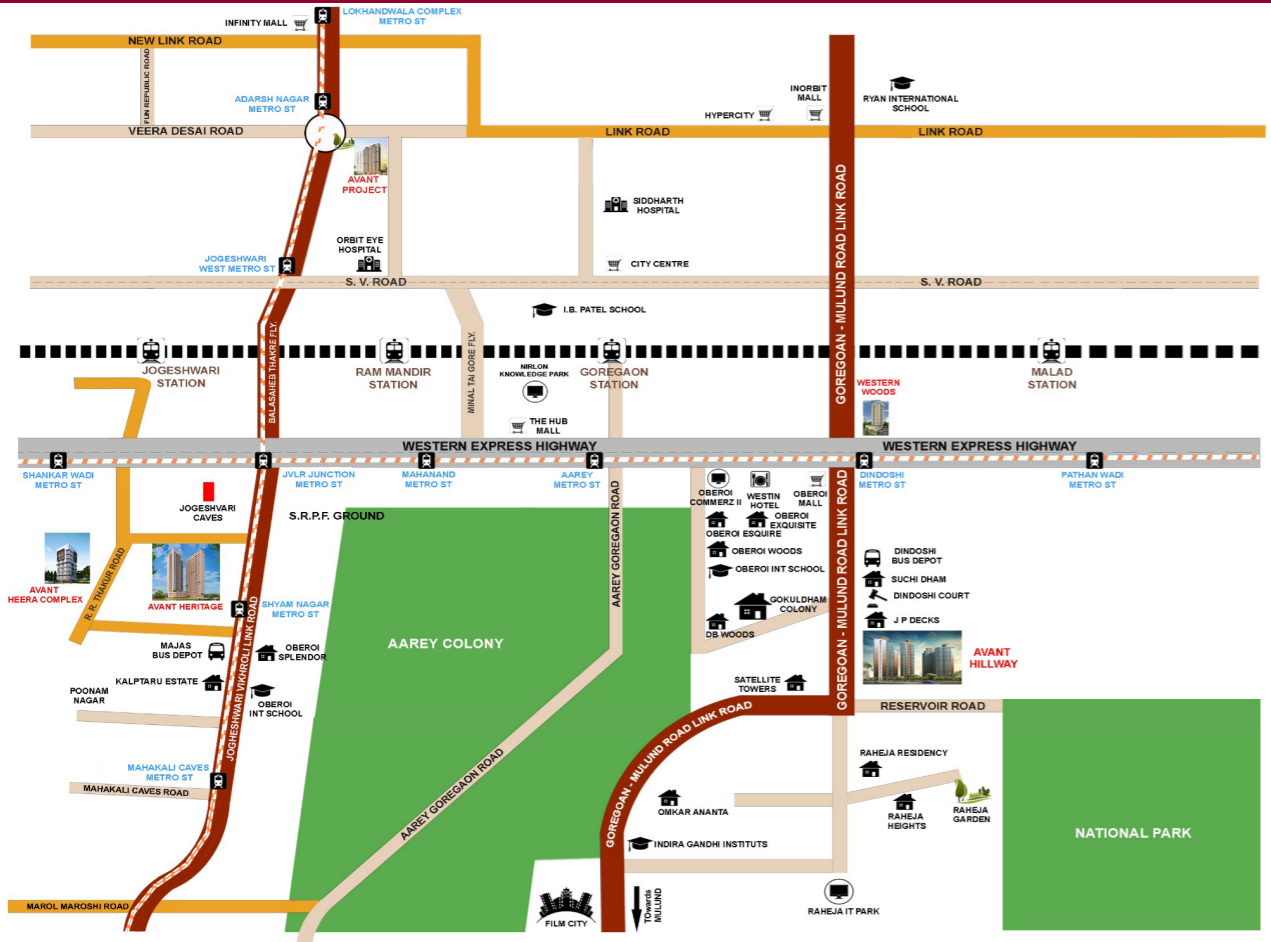 LOKHANDWALA COMPLEX
METRO ST
INFINITY MALL
NEW LINK ROAD
FUN REPUBLIC ROAD
ADARSH NAGAR
METRO ST
VEERA DESAI ROAD
LINK ROAD
LINK ROAD
HYPERCITY
INORBIT
MALL
RYAN INTERNATIONAL
SCHOOL
AVANT
PROJECT
SIDDHARTH
HOSPITAL
ORBIT EYE
HOSPITAL
JOGESHWARI
WEST METRO ST
CITY CENTRE
GOREGOAN - MULUND ROAD LINK ROAD
S. V. ROAD
S. V. ROAD
I.B. PATEL SCHOOL
BALASAHEB THAKRE FLY.
MINAL TAI GORE FLY.
JOGESHWARI
STATION
RAM MANDIR
STATION
NIRLON
KNOWLEDGE PARK
GOREGAON
STATION
MALAD
STATION
WESTERN
WOODS
THE HUB
MALL
WESTERN EXPRESS HIGHWAY
WESTERN EXPRESS HIGHWAY
SHANKAR WADI
METRO ST
JVLR JUNCTION
METRO ST
MAHANAND
METRO ST
AAREY
METRO ST
DINDOSHI
METRO ST
PATHAN WADI
METRO ST
JOGESHVARI
CAVES
S.R.P.F. GROUND
OBEROI
COMMERZ II
WESTIN
HOTEL
OBEROI
MALL
OBEROI
EXQUISITE
OBEROI ESQUIRE
OBEROI WOODS
OBEROI INT SCHOOL
GOKULDHAM
COLONY
DB WOODS
AAREY GOREGAON ROAD
GOREGOAN - MULUND ROAD LINK ROAD
DINDOSHI
BUS DEPOT
SUCHI DHAM
DINDOSHI COURT
J P DECKS
AVANT
HILLWAY
AVANT
HEERA COMPLEX
R. R. THAKUR ROAD
AVANT HERITAGE
SHYAM NAGAR
METRO ST
JOGHESHWARI VIKHROLI LINK ROAD
MAJAS
BUS DEPOT
OBEROI
SPLENDOR
AAREY COLONY
KALPTARU ESTATE
POONAM
NAGAR
OBEROI
INT SCHOOL
SATELLITE
TOWERS
RESERVOIR ROAD
GOREGOAN - MULUND ROAD LINK ROAD
MAHAKALI CAVES
METRO ST
MAHAKALI CAVES ROAD
AAREY GOREGAON ROAD
RAHEJA RESIDENCY
OMKAR ANANTA
RAHEJA
HEIGHTS
RAHEJA
GARDEN
NATIONAL PARK
INDIRA GANDHI INSTITUTS
MAROL MAROSHI ROAD
FILM CITY
TOwards
MULUND
RAHEJA IT PARK